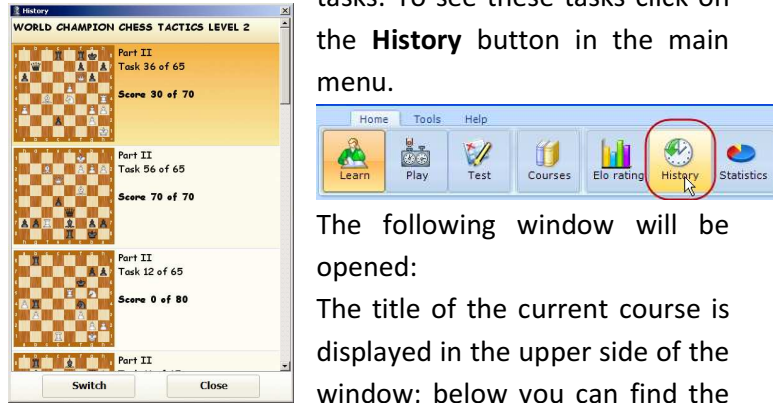 History
WORLD CHAMPION CHESS TACTICS LEVEL 2
Part II
Task 36 of 65
Score 30 of 70
Part II
Task 56 of 65
Score 70 of 70
Part II
Task 12 of 65
Score 0 of 80
Part II
Switch Close
tasks. To see these tasks click on
the History button in the main
menu.
Home Tools Help
Learn Play Test Courses Elo rating History Statistics
The following window will be
opened:
The title of the current course is
displayed in the upper side of the
window; below you can find the